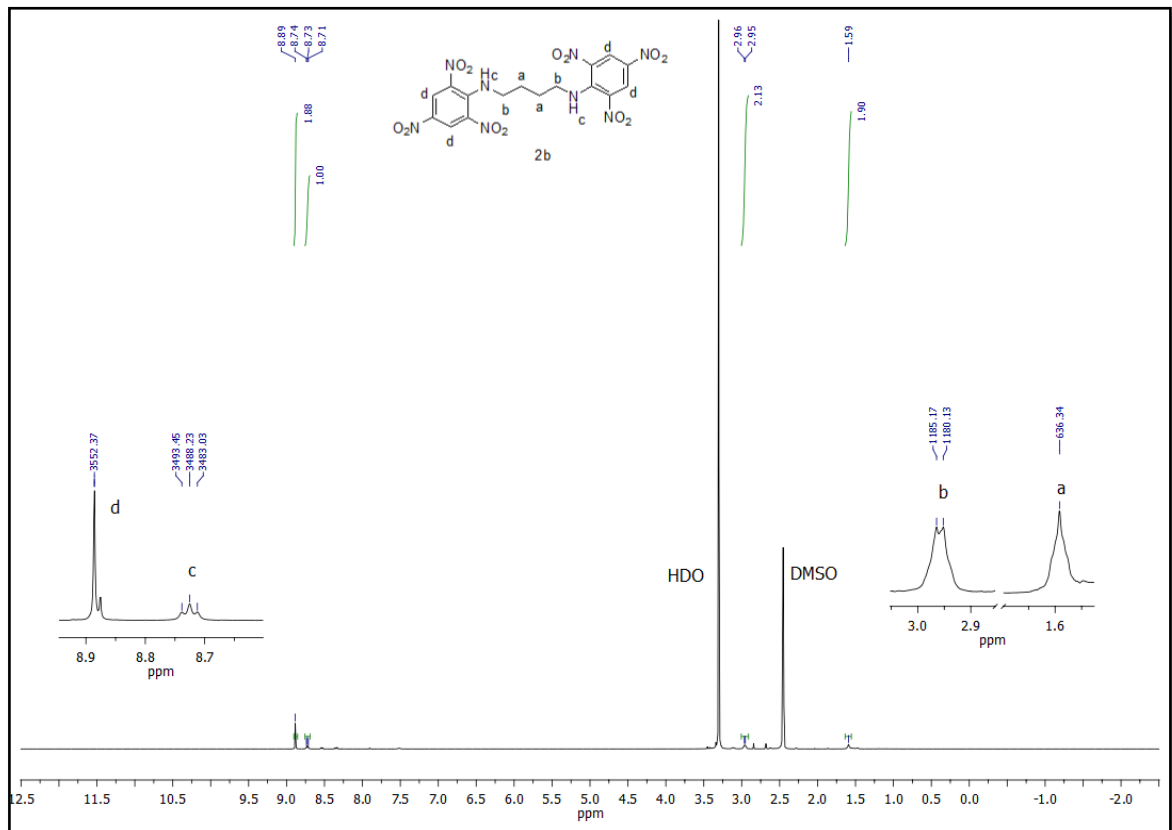 8.89
8.74
8.73
8.71
2.96
2.95
1.59
1.88
1.00
2.13
1.90
NO2
O2N
NO2
NO2
O2N
NO2
Hc
N
a
b
b
a
N
H
c
d
d
d
d
2b
3552.37
3493.45
3488.23
3483.03
1185.17
1180.13
636.34
d
c
b
a
HDO
DMSO
8.9 8.8 8.7
ppm
3.0 2.9
ppm
1.6
12.5 11.5 10.5 9.5 9.0 8.5 8.0 7.5 7.0 6.5 6.0 5.5 5.0 4.5 4.0 3.5 3.0 2.5 2.0 1.5 1.0 0.5 0.0 -1.0 -2.0
ppm